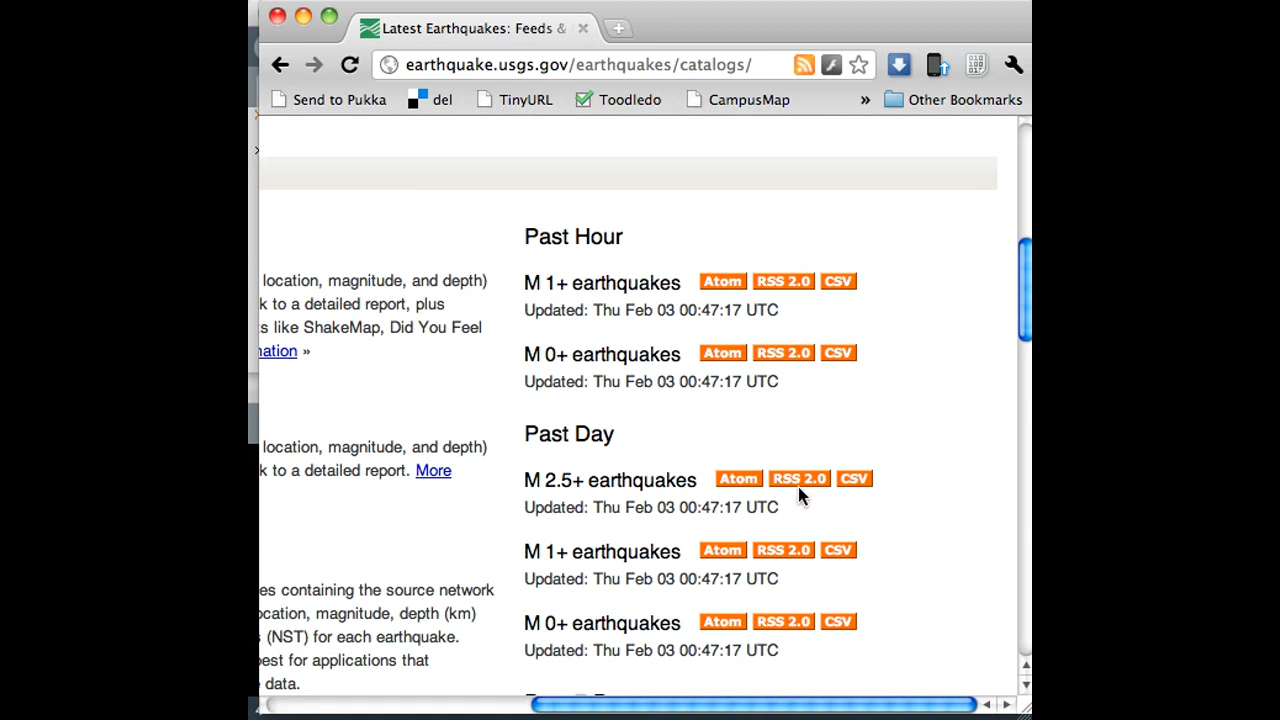 Latest Earthquakes: Feeds &
earthquake.usgs.gov/earthquakes/catalogs/
Send to Pukka del TinyURL Toodledo CampusMap » Other Bookmarks
location, magnitude, and depth)
k to a detailed report, plus
s like ShakeMap, Did You Feel
nation »
location, magnitude, and depth)
k to a detailed report. More
es containing the source network
ocation, magnitude, depth (km)
s (NST) for each earthquake.
best for applications that
data.
Past Hour
M 1+ earthquakes Atom RSS 2.0 CSV
Updated: Thu Feb 03 00:47:17 UTC
M 0+ earthquakes Atom RSS 2.0 CSV
Updated: Thu Feb 03 00:47:17 UTC
Past Day
M 2.5+ earthquakes Atom RSS 2.0 CSV
Updated: Thu Feb 03 00:47:17 UTC
M 1+ earthquakes Atom RSS 2.0 CSV
Updated: Thu Feb 03 00:47:17 UTC
M 0+ earthquakes Atom RSS 2.0 CSV
Updated: Thu Feb 03 00:47:17 UTC